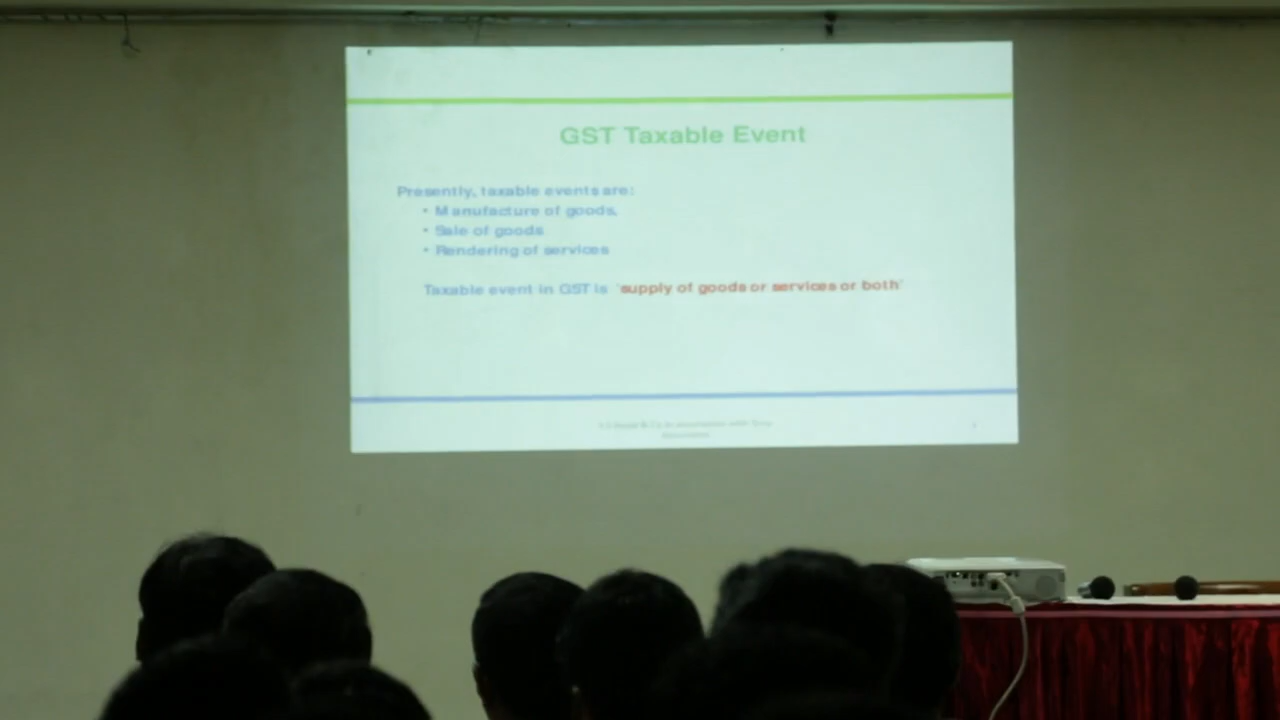 GST Taxable Event
Presently, taxable events are:
• Manufacture of goods,
• Sale of goods
• Rendering of services
Taxable event in GST is 'supply of goods or services or both'